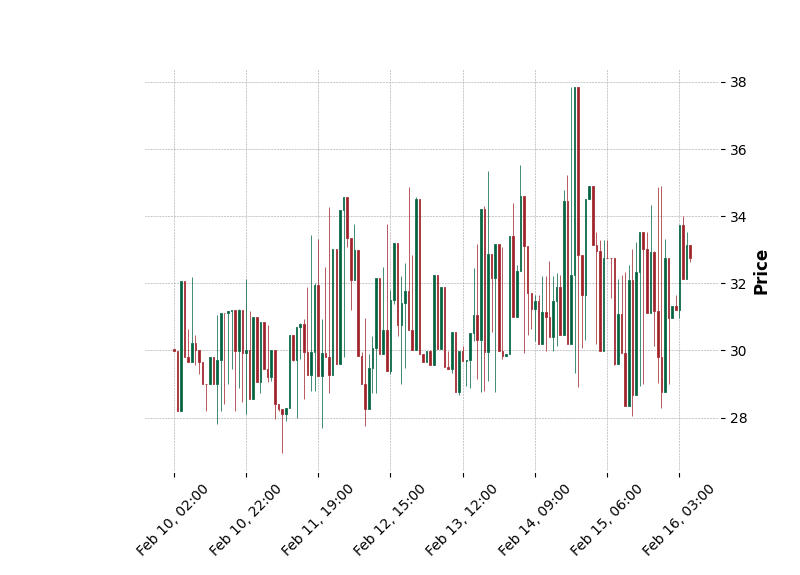 38
36
34
32
30
28
Price
Feb 10, 02:00
Feb 10, 22:00
Feb 11, 19:00
Feb 12, 15:00
Feb 13, 12:00
Feb 14, 09:00
Feb 15, 06:00
Feb 16, 03:00